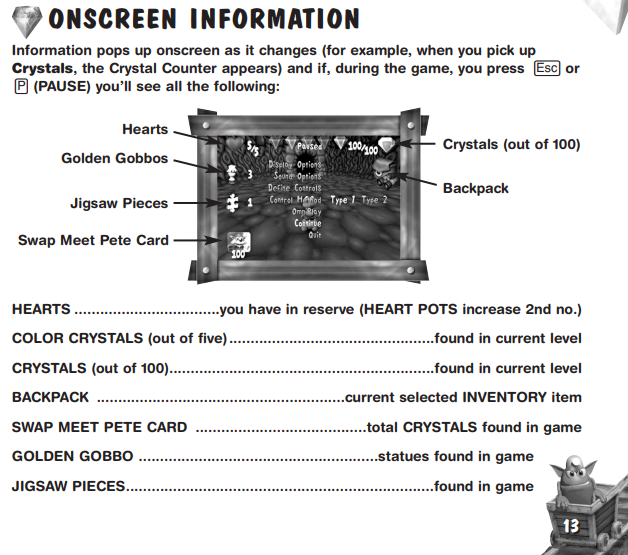 ONSCREEN INFORMATION
Information pops up onscreen as it changes (for example, when you pick up
Crystals, the Crystal Counter appears) and if, during the game, you press Esc or
P (PAUSE) you’ll see all the following:
Hearts
Golden Gobbos
Jigsaw Pieces
Swap Meet Pete Card
5/5
Paused
100/100
3
Display Options
Sound Options
Define Controls
1
Control Method Type 1 Type 2
Continue
Quit
100
Crystals (out of 100)
Backpack
HEARTS .................................you have in reserve (HEART POTS increase 2nd no.)
COLOR CRYSTALS (out of five)...............................................found in current level
CRYSTALS (out of 100).............................................................found in current level
BACKPACK .........................................................current selected INVENTORY item
SWAP MEET PETE CARD .......................................total CRYSTALS found in game
GOLDEN GOBBO .......................................................statues found in game
JIGSAW PIECES.......................................................................found in game
13